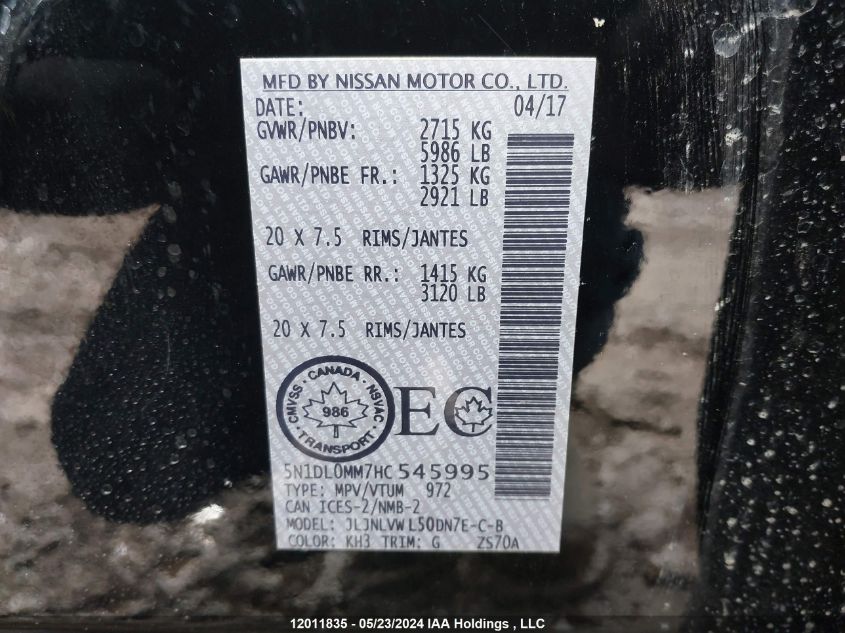 MFD BY NISSAN MOTOR CO., LTD.
DATE: 04/17
GVWR/PNBV: 2715 KG
5986 LB
GAWR/PNBE FR.: 1325 KG
2921 LB
20 X 7.5 RIMS/JANTES
GAWR/PNBE RR.: 1415 KG
3120 LB
20 X 7.5 RIMS/JANTES
CANADA
CMVSS NSVAC
986
TRANSPORT
EC
5N1DL0MM7HC545995
TYPE: MPV/VTUM 972
CAN ICES-2/NMB-2
MODEL: JLJNLVWL50DN7E-C-B
COLOR: KH3 TRIM: G ZS70A
12011835 - 05/23/2024 IAA Holdings , LLC